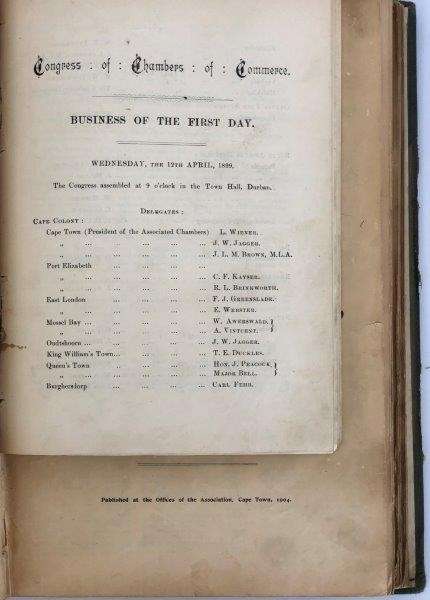 Congress : of : Chambers : of : Commerce.
BUSINESS OF THE FIRST DAY.
WEDNESDAY, THE 12TH APRIL, 1899.
The Congress assembled at 9 o'clock in the Town Hall, Durban.
DELEGATES :
CAPE COLONY :
Cape Town (President of the Associated Chambers) L. WIENER.
„ ... ... ... ... ... ... J. W. JAGGER.
„ ... ... ... ... ... ... J. L. M. BROWN, M.L.A.
Port Elizabeth ... ... ... ... ...
„ ... ... ... ... ... ... C. F. KAYSER.
„ ... ... ... ... ... ... R. L. BRINKWORTH.
East London ... ... ... ... ... F. J. GREENSLADE.
„ ... ... ... ... ... ... E. WEBSTER.
Mossel Bay ... ... ... ... ... ... W. AWERSWALD. }
„ ... ... ... ... ... ... A. VINTCENT. }
Oudtshoorn ... ... ... ... ... ... J. W. JAGGER.
King William's Town... ... ... ... ... T. E. DUCKLES.
Queen's Town ... ... ... ... ... HON. J. PEACOCK, }
„ ... ... ... ... ... ... MAJOR BELL. }
Burghersdorp ... ... ... ... ... CARL FEHR.
Published at the Offices of the Association, Cape Town, 1904.